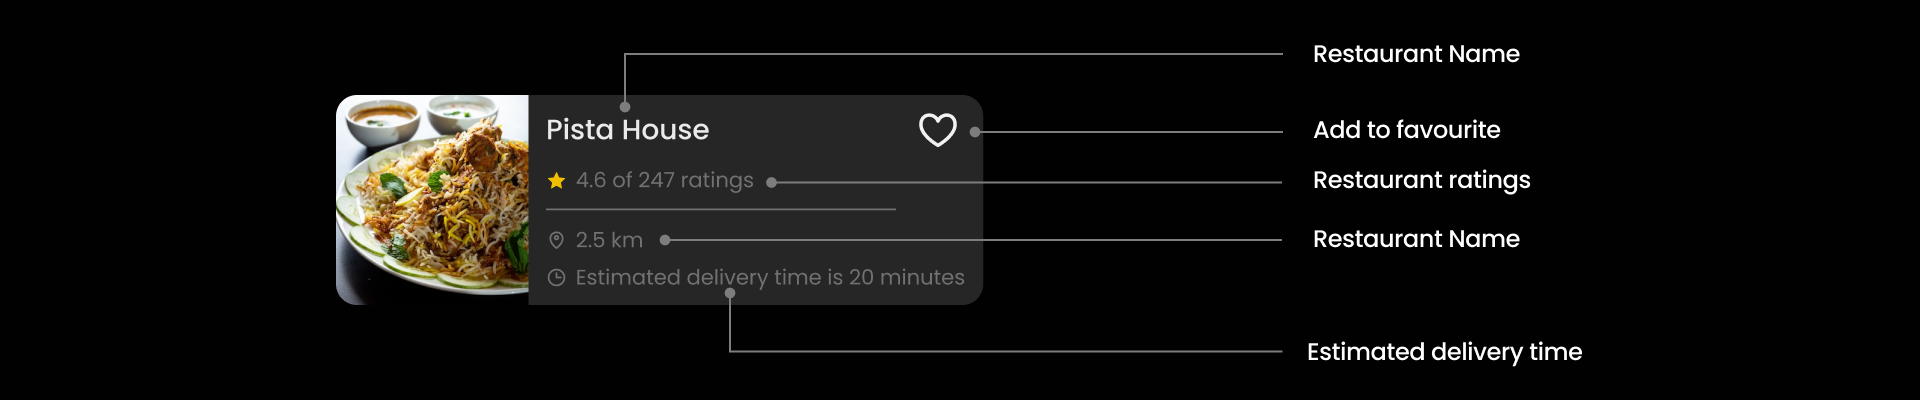 Restaurant Name
Pista House
Add to favourite
4.6 of 247 ratings
Restaurant ratings
2.5 km
Restaurant Name
Estimated delivery time is 20 minutes
Estimated delivery time